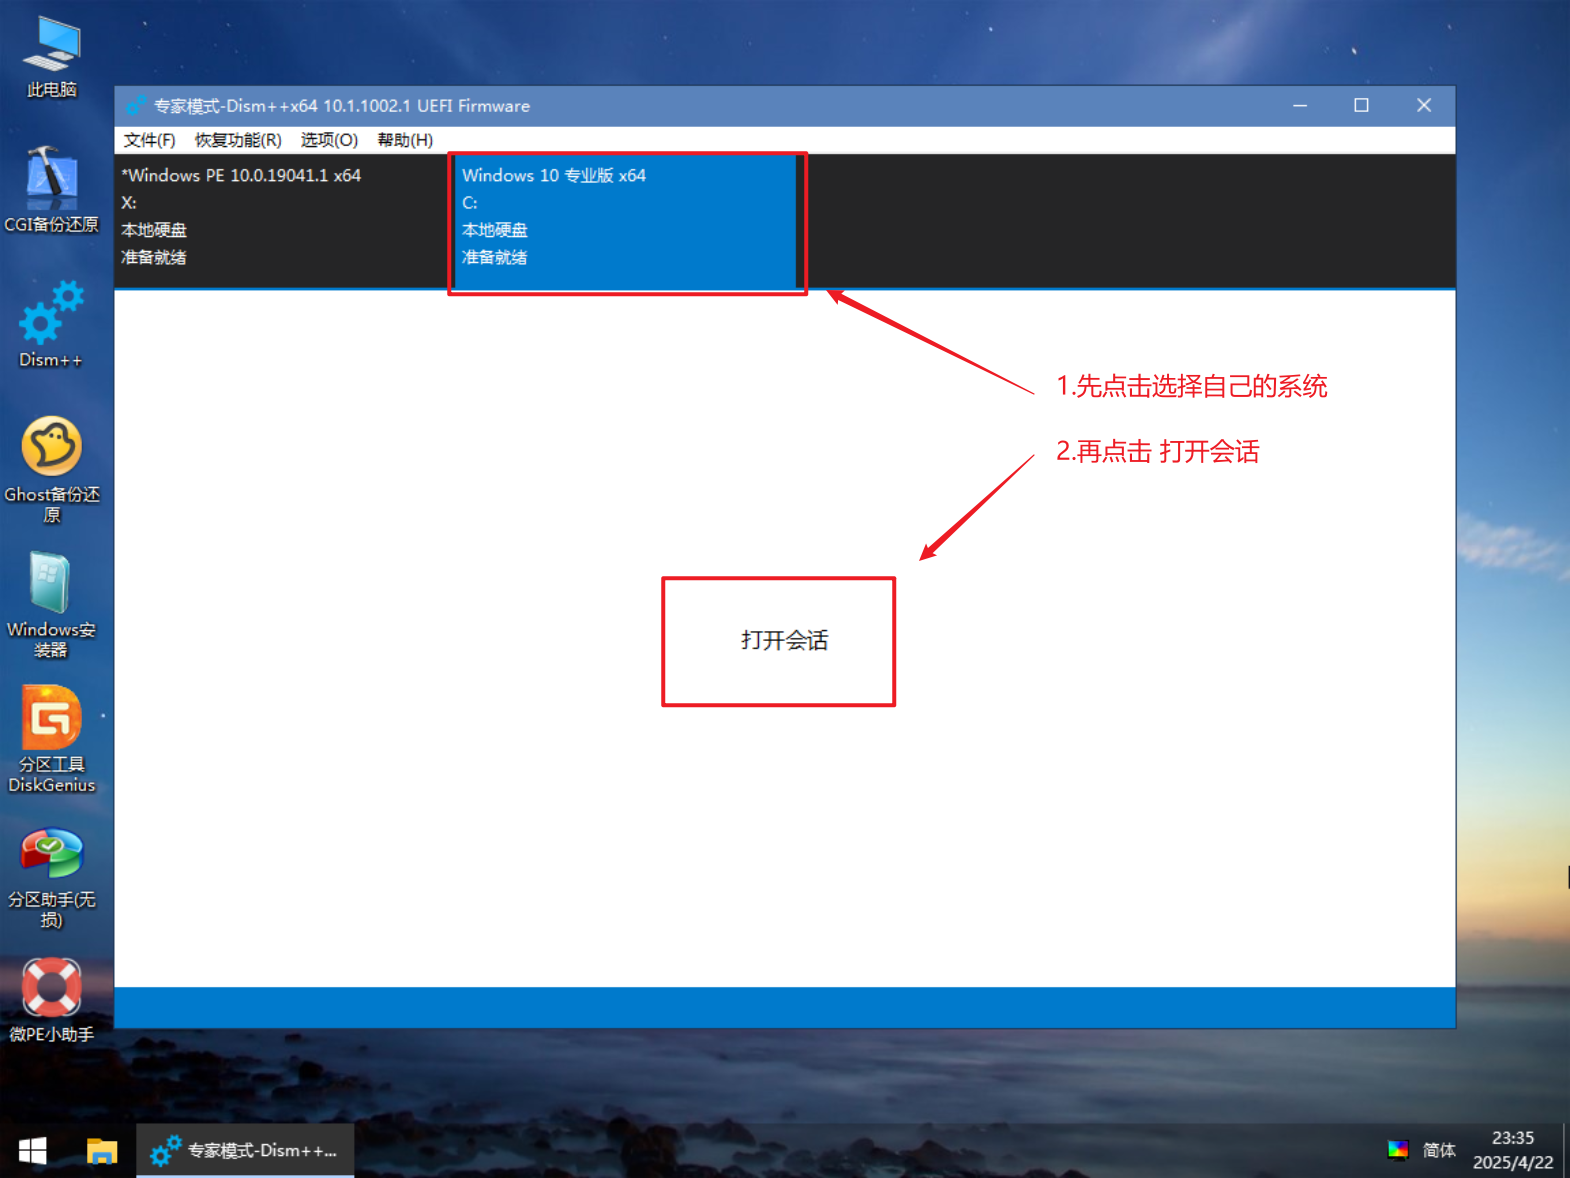 此电脑
CGI备份还原
Dism++
Ghost备份还
原
Windows安
装器
分区工具
DiskGenius
分区助手(无
损)
微PE小助手
专家模式-Dism++x64 10.1.1002.1 UEFI Firmware
文件(F) 恢复功能(R) 选项(O) 帮助(H)
*Windows PE 10.0.19041.1 x64
X:
本地硬盘
准备就绪
Windows 10 专业版 x64
C:
本地硬盘
准备就绪
1.先点击选择自己的系统
2.再点击 打开会话
打开会话
专家模式-Dism++...
简体
23:35
2025/4/22